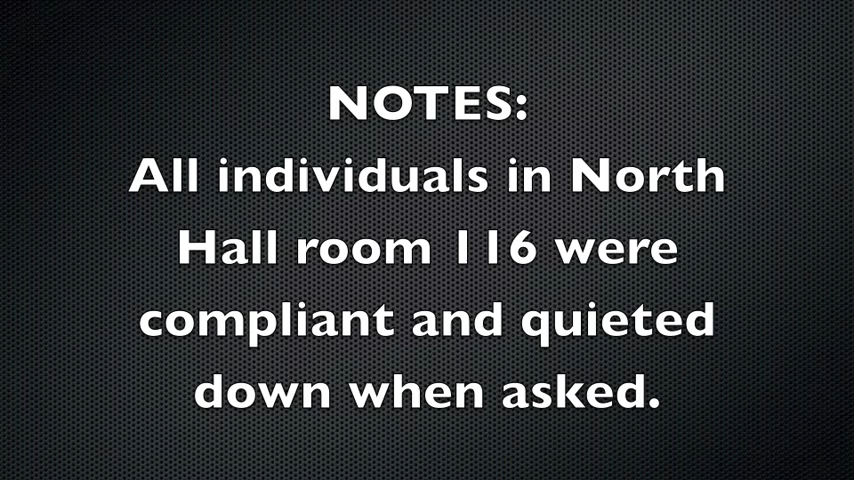 NOTES:
All individuals in North
Hall room 116 were
compliant and quieted
down when asked.